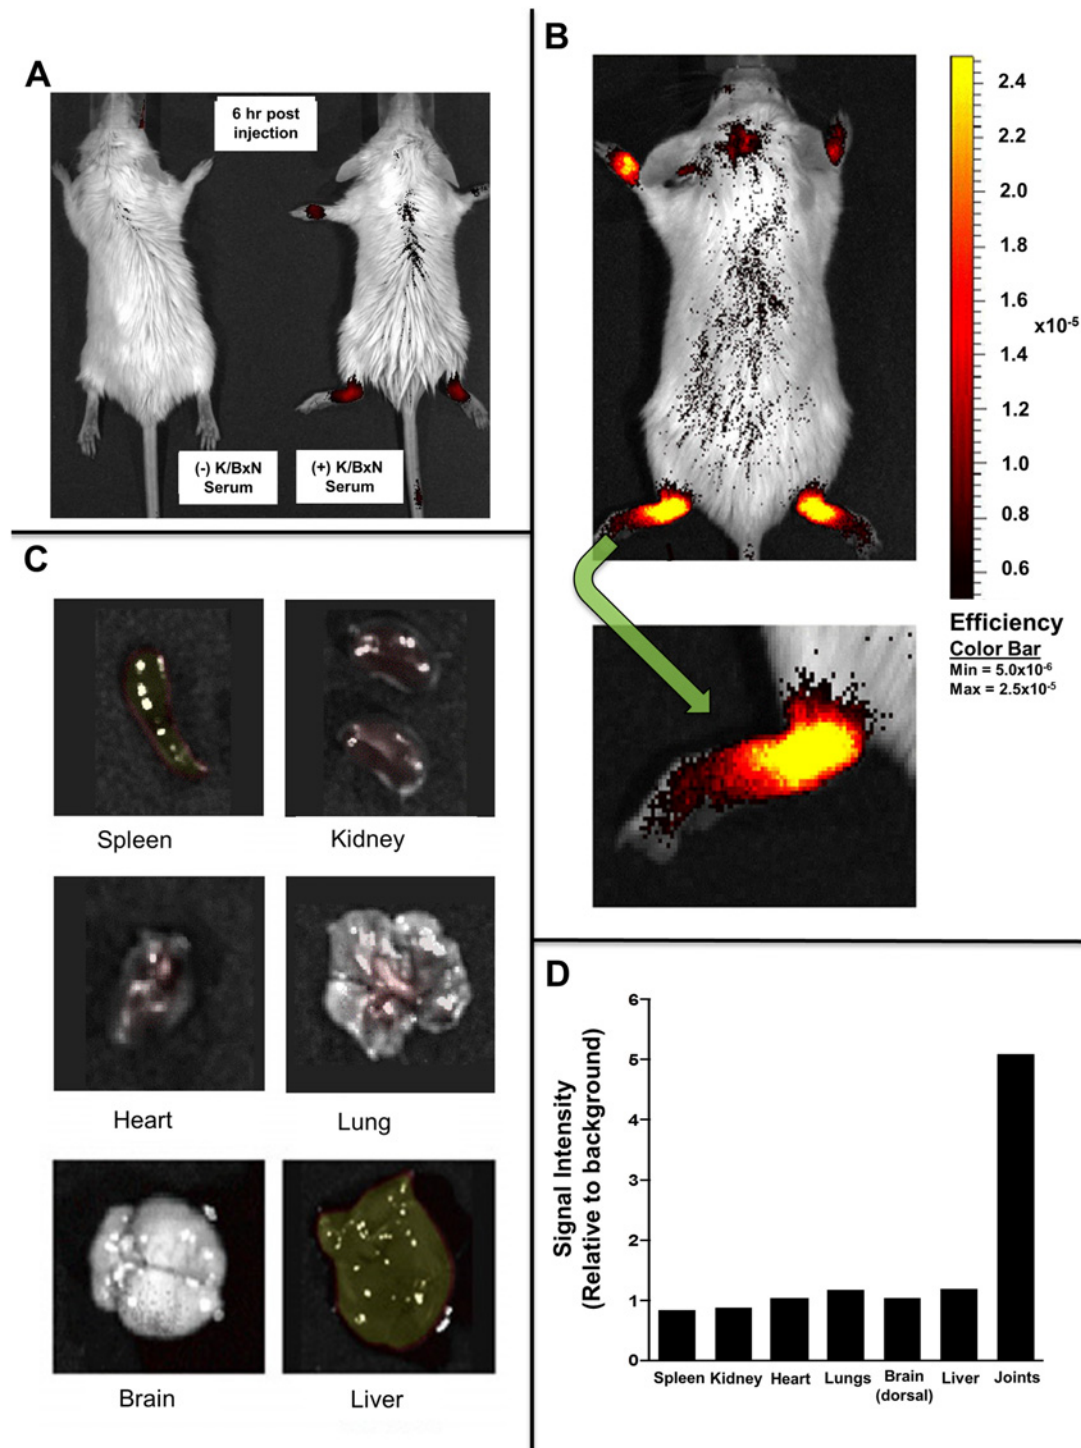 A
6 hr post
injection
(-) K/BxN
Serum
(+) K/BxN
Serum
B
2.4
2.2
2.0
1.8
1.6
x10-5
1.4
1.2
1.0
0.8
0.6
Efficiency
Color Bar
Min = 5.0x10-6
Max = 2.5x10-5
C
Spleen
Kidney
Heart
Lung
Brain
Liver
D
Signal Intensity
(Relative to background)
6
5
4
3
2
1
0
Spleen Kidney Heart Lungs Brain Liver Joints
(dorsal)